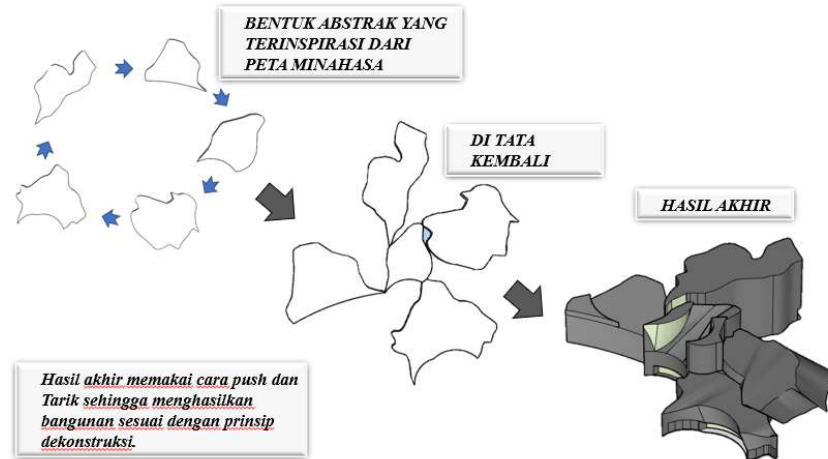 BENTUK ABSTRAK YANG
TERINSPIRASI DARI
PETA MINAHASA
DI TATA
KEMBALI
HASIL AKHIR
Hasil akhir memakai cara push dan
Tarik sehingga menghasilkan
bangunan sesuai dengan prinsip
dekonstruksi.